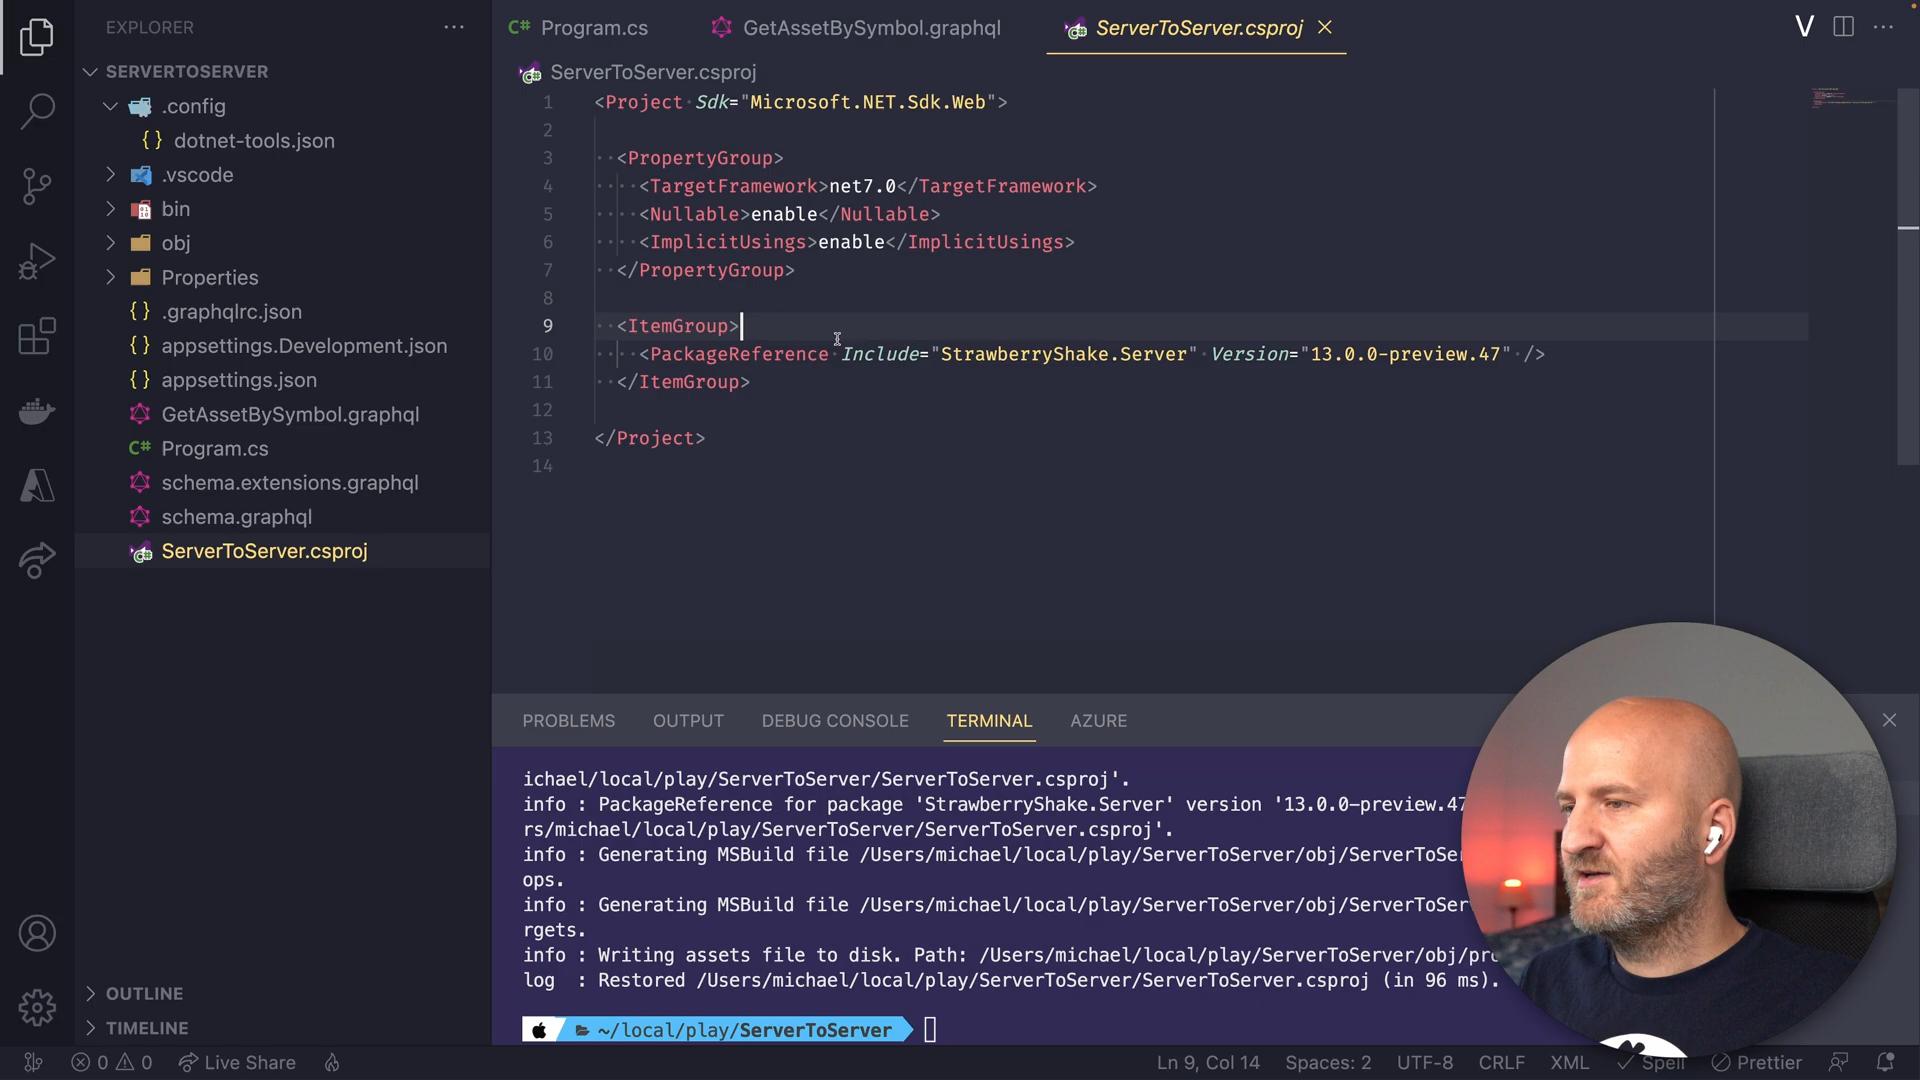 EXPLORER
SERVERTOSERVER
.config
{ } dotnet-tools.json
.vscode
bin
obj
Properties
{ } .graphqlrc.json
{ } appsettings.Development.json
{ } appsettings.json
GetAssetBySymbol.graphql
C# Program.cs
schema.extensions.graphql
schema.graphql
ServerToServer.csproj
OUTLINE
TIMELINE
C# Program.cs
GetAssetBySymbol.graphql
ServerToServer.csproj
ServerToServer.csproj
1 <Project Sdk="Microsoft.NET.Sdk.Web">
2
3 <PropertyGroup>
4 <TargetFramework>net7.0</TargetFramework>
5 <Nullable>enable</Nullable>
6 <ImplicitUsings>enable</ImplicitUsings>
7 </PropertyGroup>
8
9 <ItemGroup>
10 <PackageReference Include="StrawberryShake.Server" Version="13.0.0-preview.47" />
11 </ItemGroup>
12
13 </Project>
14
PROBLEMS OUTPUT DEBUG CONSOLE TERMINAL AZURE
ichael/local/play/ServerToServer/ServerToServer.csproj'.
info : PackageReference for package 'StrawberryShake.Server' version '13.0.0-preview.47
rs/michael/local/play/ServerToServer/ServerToServer.csproj'.
info : Generating MSBuild file /Users/michael/local/play/ServerToServer/obj/ServerToSer
ops.
info : Generating MSBuild file /Users/michael/local/play/ServerToServer/obj/ServerToSer
rgets.
info : Writing assets file to disk. Path: /Users/michael/local/play/ServerToServer/obj/pro
log : Restored /Users/michael/local/play/ServerToServer/ServerToServer.csproj (in 96 ms).
~/local/play/ServerToServer
0 0 Live Share Ln 9, Col 14 Spaces: 2 UTF-8 CRLF XML Spell Prettier